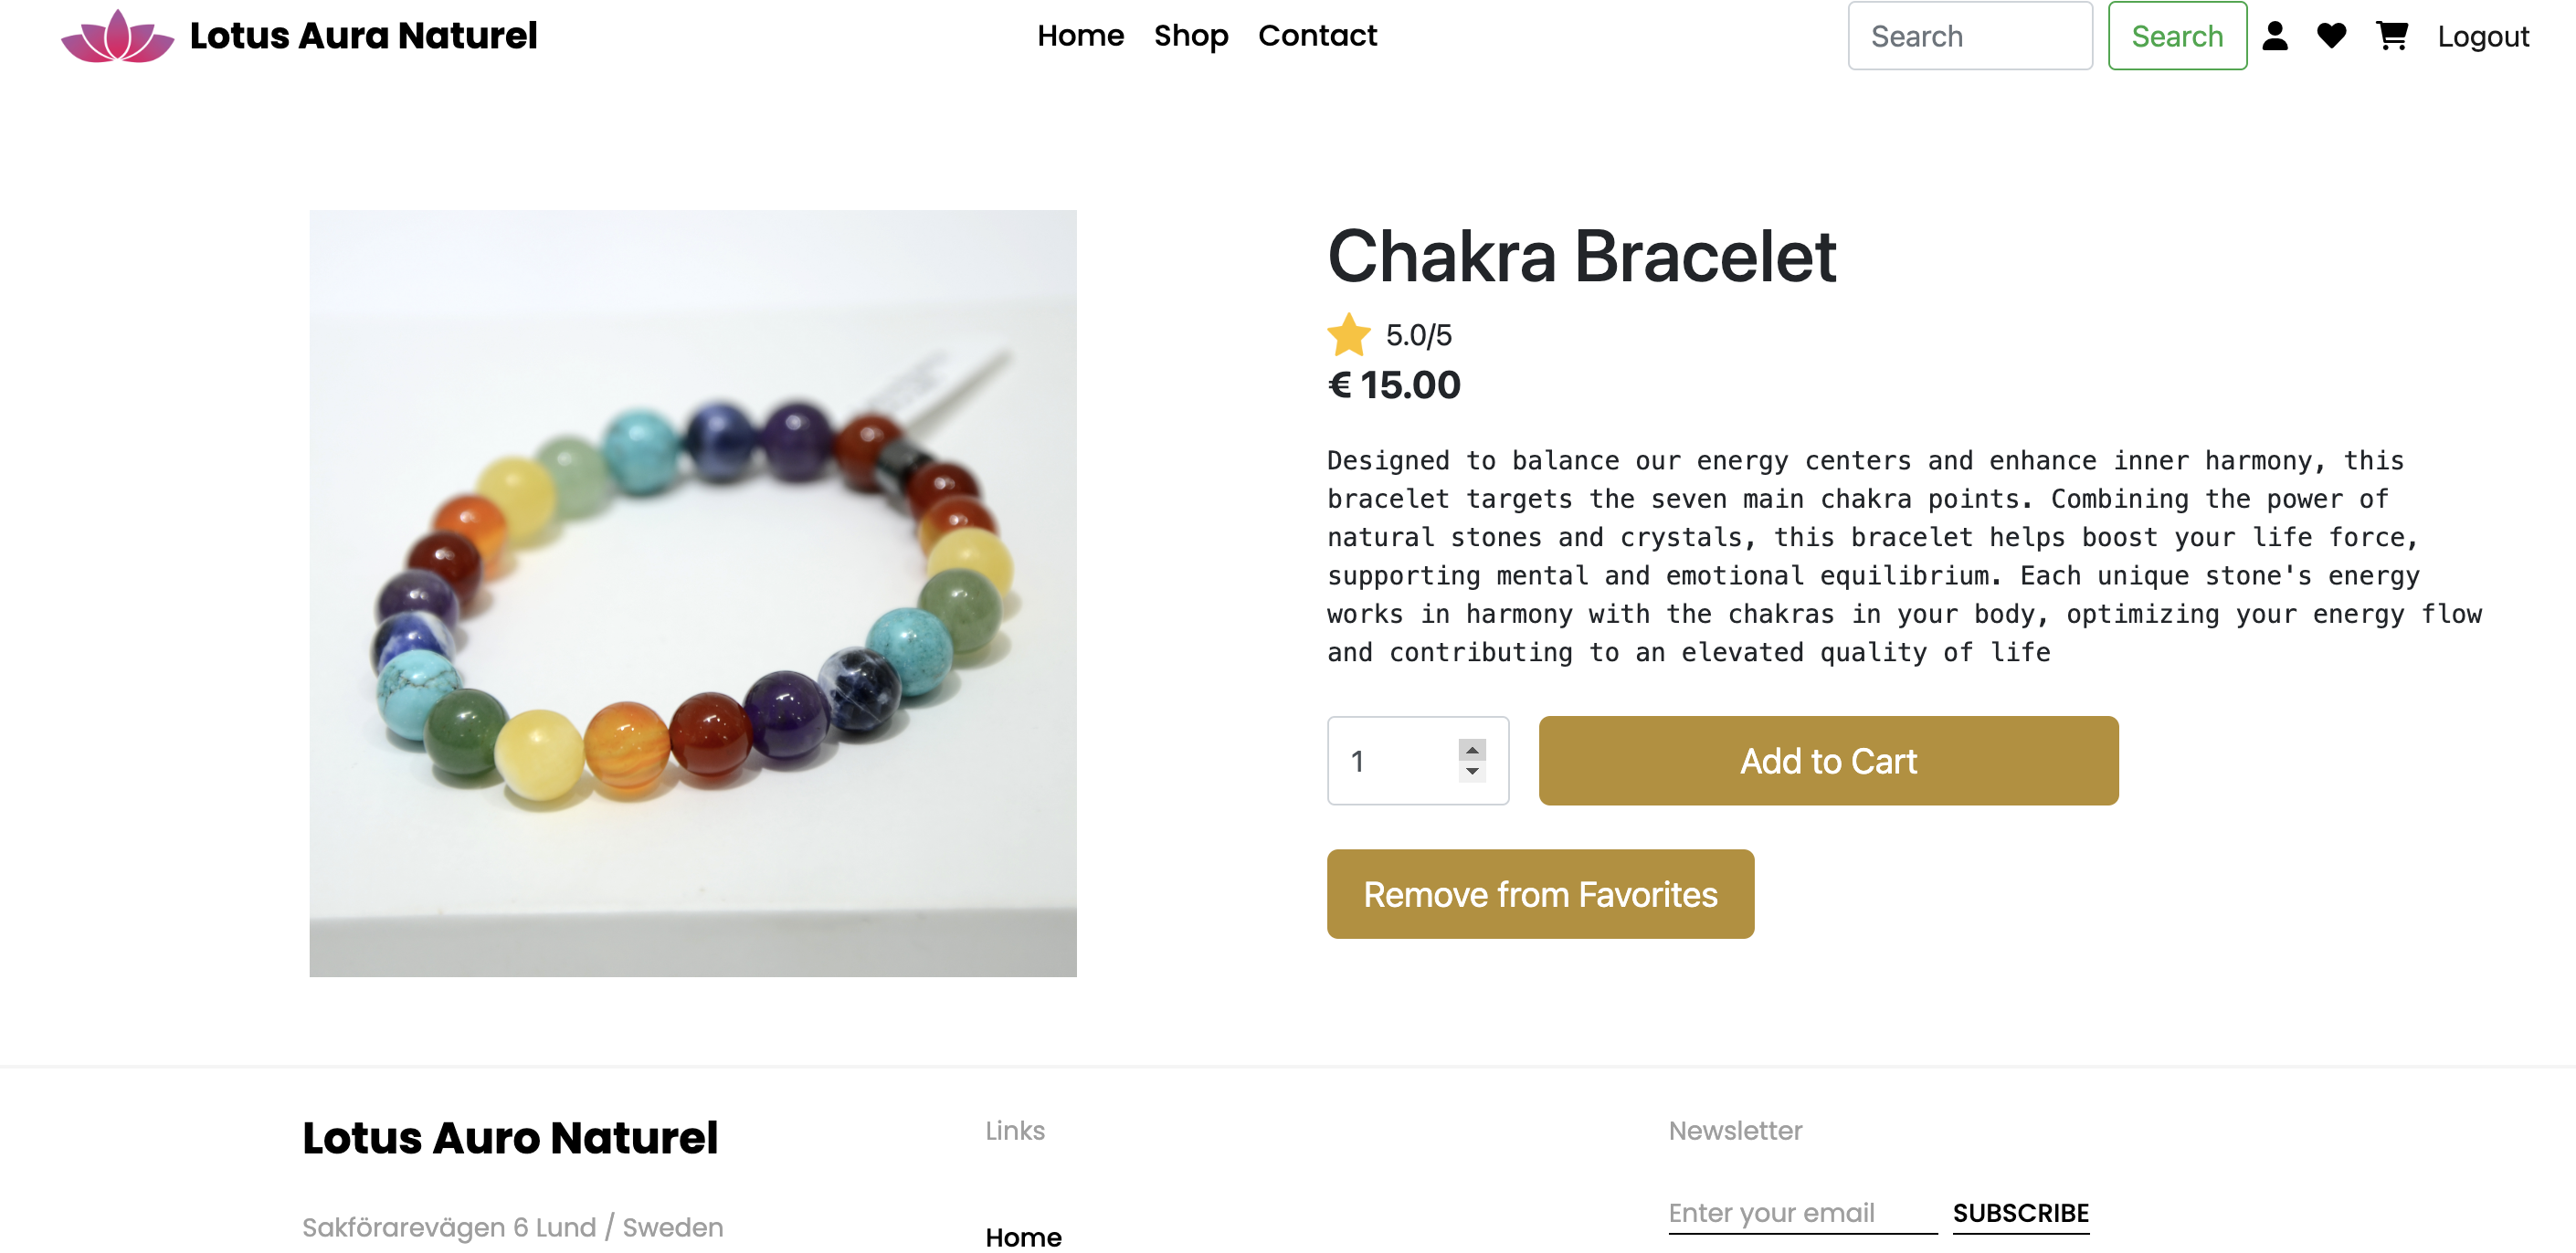 Lotus Aura Naturel
Home Shop Contact
Search Search Logout
Chakra Bracelet
5.0/5
€ 15.00
Designed to balance our energy centers and enhance inner harmony, this
bracelet targets the seven main chakra points. Combining the power of
natural stones and crystals, this bracelet helps boost your life force,
supporting mental and emotional equilibrium. Each unique stone's energy
works in harmony with the chakras in your body, optimizing your energy flow
and contributing to an elevated quality of life
1 Add to Cart
Remove from Favorites
Lotus Auro Naturel
Sakförarevägen 6 Lund / Sweden
Links
Home
Newsletter
Enter your email SUBSCRIBE